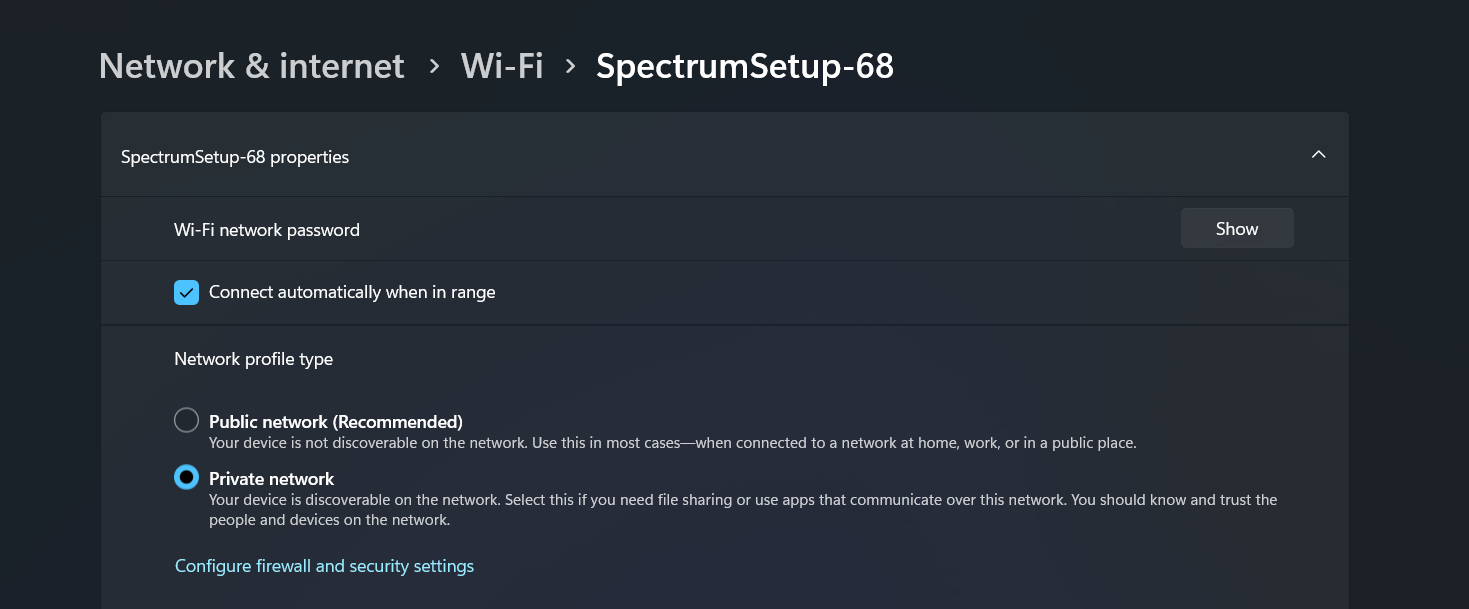 Network & internet > Wi-Fi > SpectrumSetup-68
SpectrumSetup-68 properties
Wi-Fi network password
Show
Connect automatically when in range
Network profile type
Public network (Recommended)
Your device is not discoverable on the network. Use this in most cases—when connected to a network at home, work, or in a public place.
Private network
Your device is discoverable on the network. Select this if you need file sharing or use apps that communicate over this network. You should know and trust the
people and devices on the network.
Configure firewall and security settings